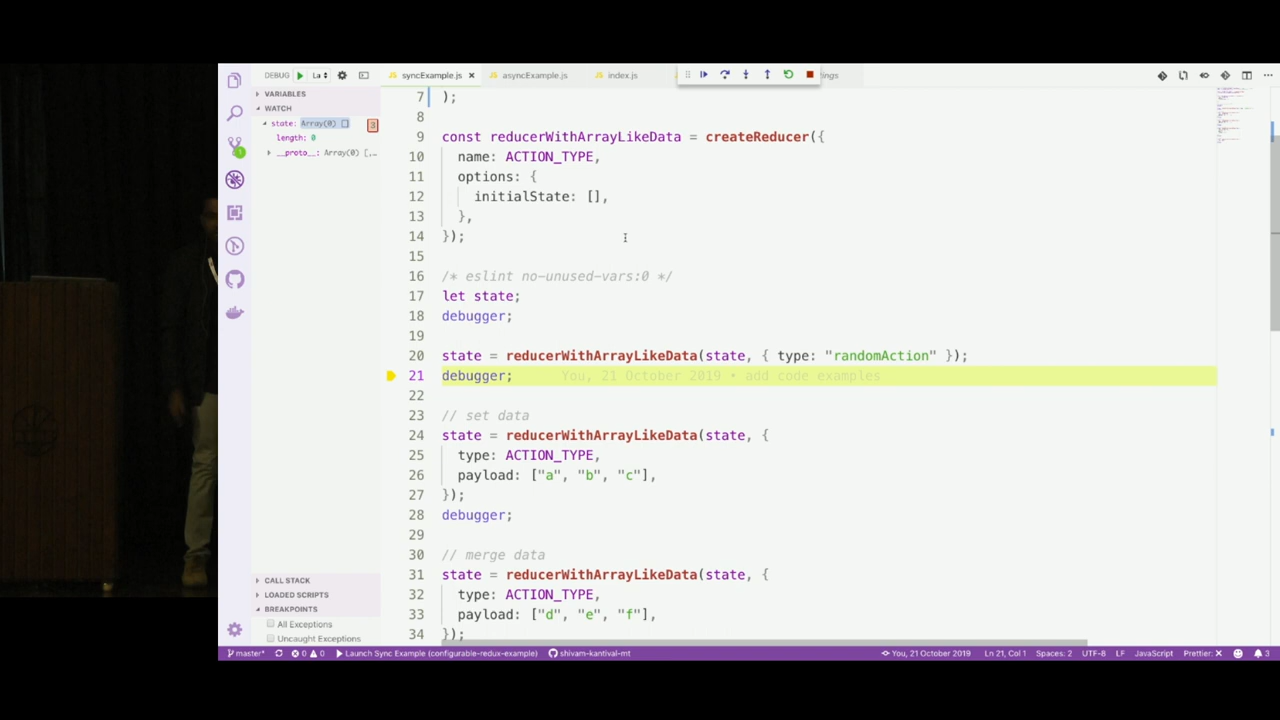 DEBUG La syncExample.js × asyncExample.js index.js ings
VARIABLES
WATCH
state: Array(0) []
length: 0
__proto__: Array(0) [,…
7 );
8
9 const reducerWithArrayLikeData = createReducer({
10 name: ACTION_TYPE,
11 options: {
12 initialState: [],
13 },
14 });
15
16 /* eslint no-unused-vars:0 */
17 let state;
18 debugger;
19
20 state = reducerWithArrayLikeData(state, { type: "randomAction" });
21 debugger; You, 21 October 2019 • add code examples
22
23 // set data
24 state = reducerWithArrayLikeData(state, {
25 type: ACTION_TYPE,
26 payload: ["a", "b", "c"],
27 });
28 debugger;
29
30 // merge data
31 state = reducerWithArrayLikeData(state, {
32 type: ACTION_TYPE,
33 payload: ["d", "e", "f"],
34 });
CALL STACK
LOADED SCRIPTS
BREAKPOINTS
All Exceptions
Uncaught Exceptions
master* 0 0 Launch Sync Example (configurable-redux-example) shivam-kantival-mt You, 21 October 2019 Ln 21, Col 1 Spaces: 2 UTF-8 LF JavaScript Prettier: × 3